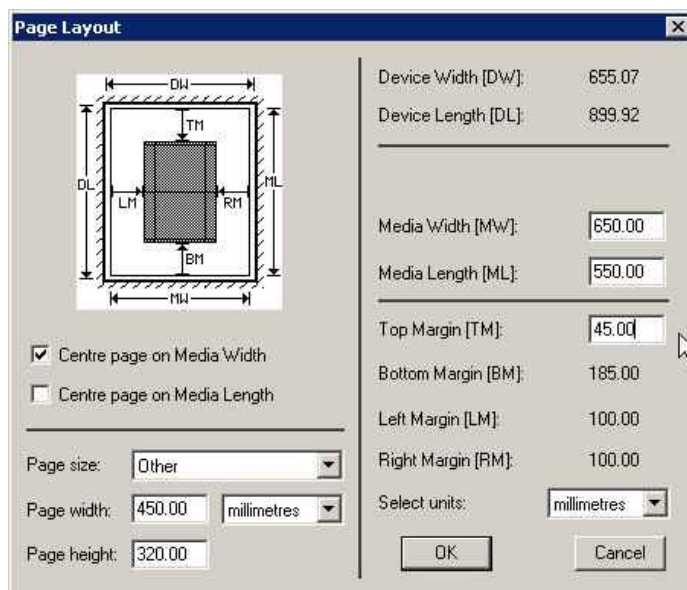 Page Layout
DW
TM
DL
ML
LM
RM
BM
MW
Centre page on Media Width
Centre page on Media Length
Page size: Other
Page width: 450.00 millimetres
Page height: 320.00
Device Width [DW]: 655.07
Device Length [DL]: 899.92
Media Width [MW]: 650.00
Media Length [ML]: 550.00
Top Margin [TM]: 45.00
Bottom Margin [BM]: 185.00
Left Margin [LM]: 100.00
Right Margin [RM]: 100.00
Select units: millimetres
OK
Cancel